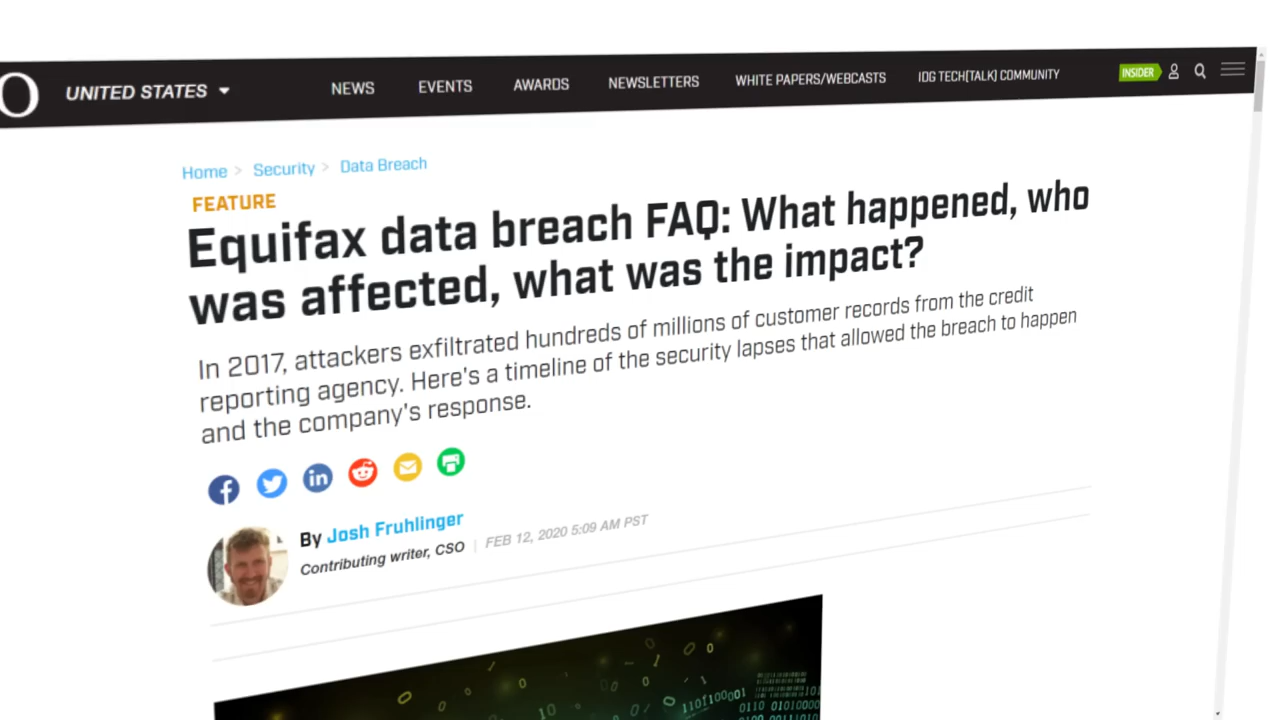 O UNITED STATES NEWS EVENTS AWARDS NEWSLETTERS WHITE PAPERS/WEBCASTS IDG TECH(TALK) COMMUNITY INSIDER
Home > Security > Data Breach
FEATURE
Equifax data breach FAQ: What happened, who
was affected, what was the impact?
In 2017, attackers exfiltrated hundreds of millions of customer records from the credit
reporting agency. Here's a timeline of the security lapses that allowed the breach to happen
and the company's response.
By Josh Fruhlinger
Contributing writer, CSO | FEB 12, 2020 5:09 AM PST